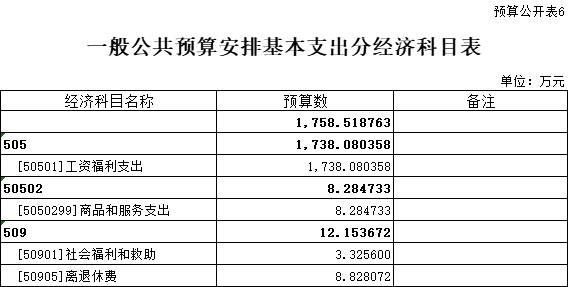 预算公开表6
一般公共预算安排基本支出分经济科目表
单位：万元
经济科目名称 预算数 备注
1,758.518763
505 1,738.080358
[50501]工资福利支出 1,738.080358
50502 8.284733
[5050299]商品和服务支出 8.284733
509 12.153672
[50901]社会福利和救助 3.325600
[50905]离退休费 8.828072